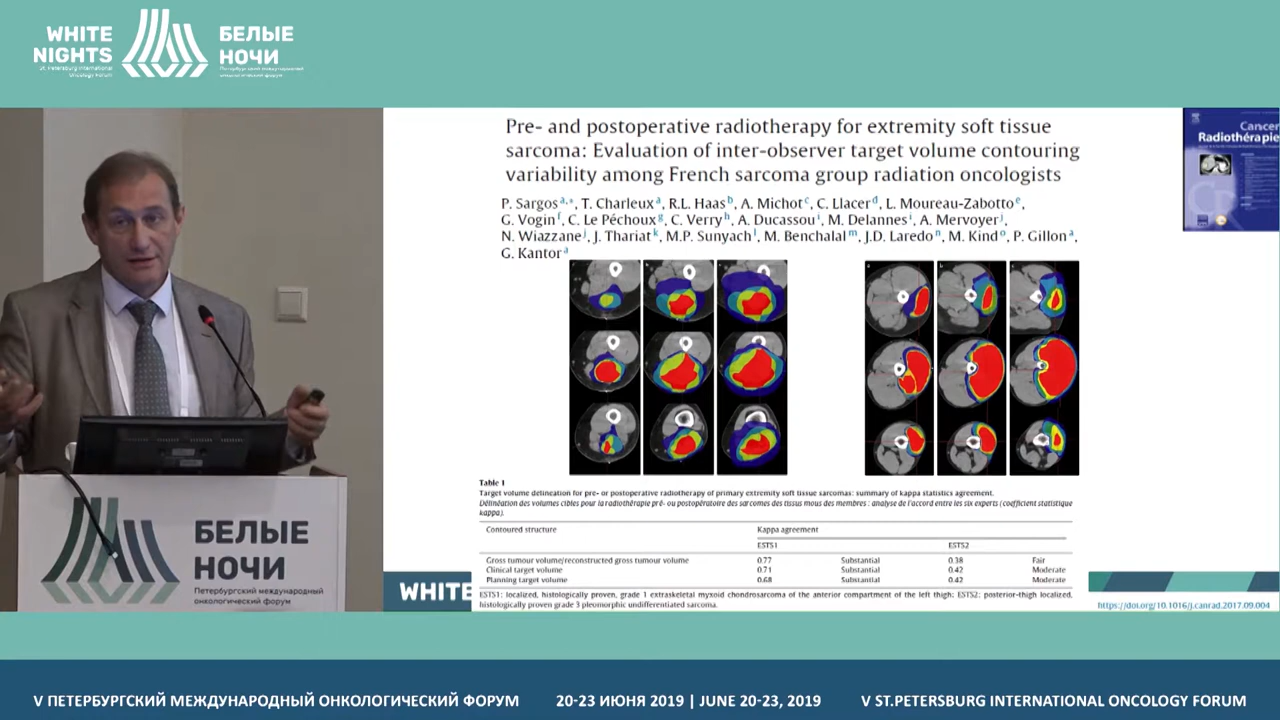 WHITE
NIGHTS
St. Petersburg International
Oncology Forum
БЕЛЫЕ
НОЧИ
Петербургский международный
онкологический форум
Pre- and postoperative radiotherapy for extremity soft tissue
sarcoma: Evaluation of inter-observer target volume contouring
variability among French sarcoma group radiation oncologists
P. Sargos a,*, T. Charleux a, R.L. Haas b, A. Michot c, C. Llacer d, L. Moureau-Zabotto e,
G. Vogin f, C. Le Péchoux g, C. Verry h, A. Ducassou i, M. Delannes i, A. Mervoyer j,
N. Wiazzane j, J. Thariat k, M.P. Sunyach l, M. Benchalal m, J.D. Laredo n, M. Kind o, P. Gillon a,
G. Kantor a
Cancer
Radiothérapie
Table 1
Target volume delineation for pre- or postoperative radiotherapy of primary extremity soft tissue sarcomas: summary of kappa statistics agreement.
Délinéation des volumes cibles pour la radiothérapie pré- ou postopératoire des sarcomes des tissus mous des membres : analyse de l'accord entre les six experts (coefficient statistique
kappa).
Contoured structure Kappa agreement
ESTS1 ESTS2
Gross tumour volume/reconstructed gross tumour volume 0.77 Substantial 0.38 Fair
Clinical target volume 0.71 Substantial 0.42 Moderate
Planning target volume 0.68 Substantial 0.42 Moderate
ESTS1: localized, histologically proven, grade 1 extraskeletal myxoid chondrosarcoma of the anterior compartment of the left thigh; ESTS2: posterior-thigh localized,
histologically proven grade 3 pleomorphic undifferentiated sarcoma.
WHITE
https://doi.org/10.1016/j.canrad.2017.09.004
БЕЛЫЕ
НОЧИ
Петербургский международный
онкологический форум
V ПЕТЕРБУРГСКИЙ МЕЖДУНАРОДНЫЙ ОНКОЛОГИЧЕСКИЙ ФОРУМ 20-23 ИЮНЯ 2019 | JUNE 20-23, 2019 V ST.PETERSBURG INTERNATIONAL ONCOLOGY FORUM